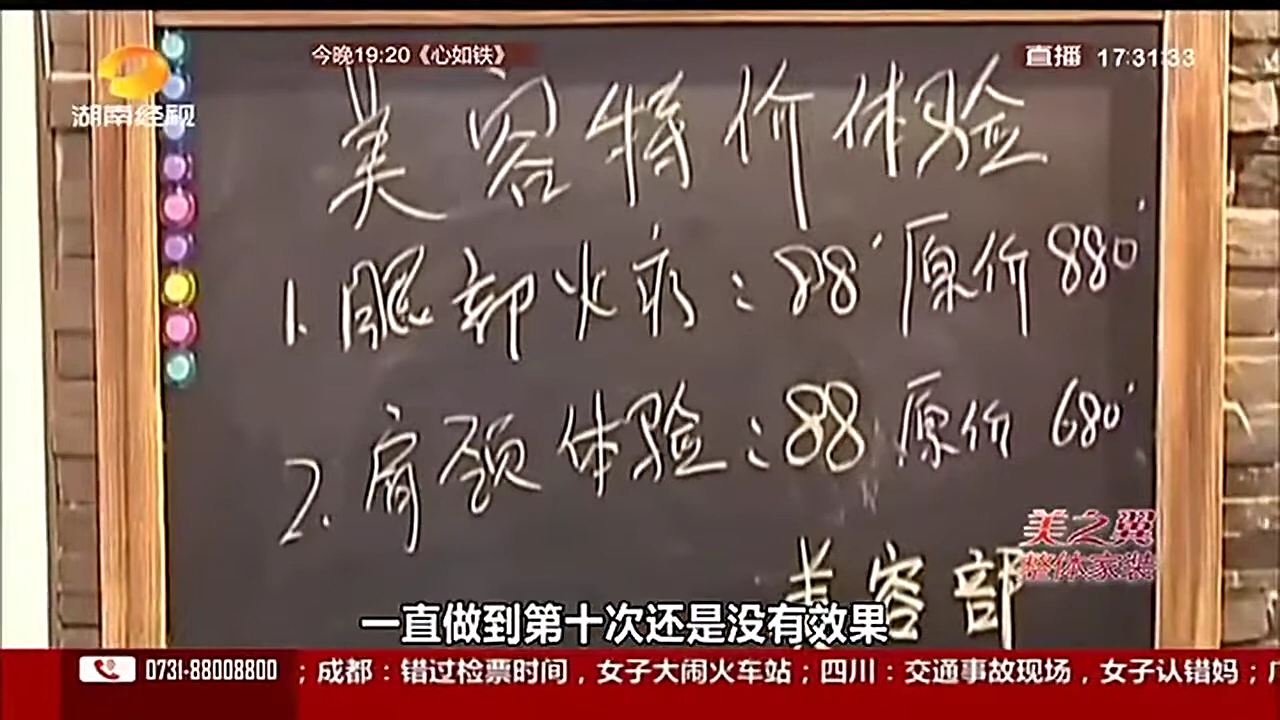 今晚19:20《心如铁》
直播 17:31:33
湖南经视
美容特价体验
1.腿部火疗:88 原价880
2.肩颈体验:88 原价680
美之翼
整体家装
美容部
一直做到第十次还是没有效果
0731-88008800 ;成都:错过检票时间,女子大闹火车站;四川:交通事故现场,女子认错妈;